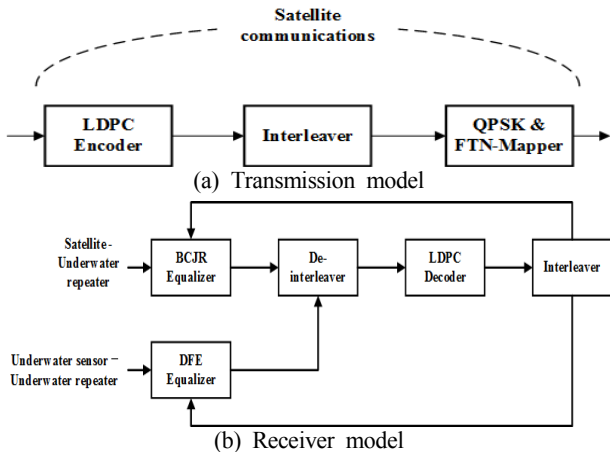 Satellite
communications
LDPC
Encoder
Interleaver
QPSK &
FTN-Mapper
(a) Transmission model
Satellite-
Underwater
repeater
BCJR
Equalizer
De-
interleaver
LDPC
Decoder
Interleaver
Underwater sensor –
Underwater repeater
DFE
Equalizer
(b) Receiver model